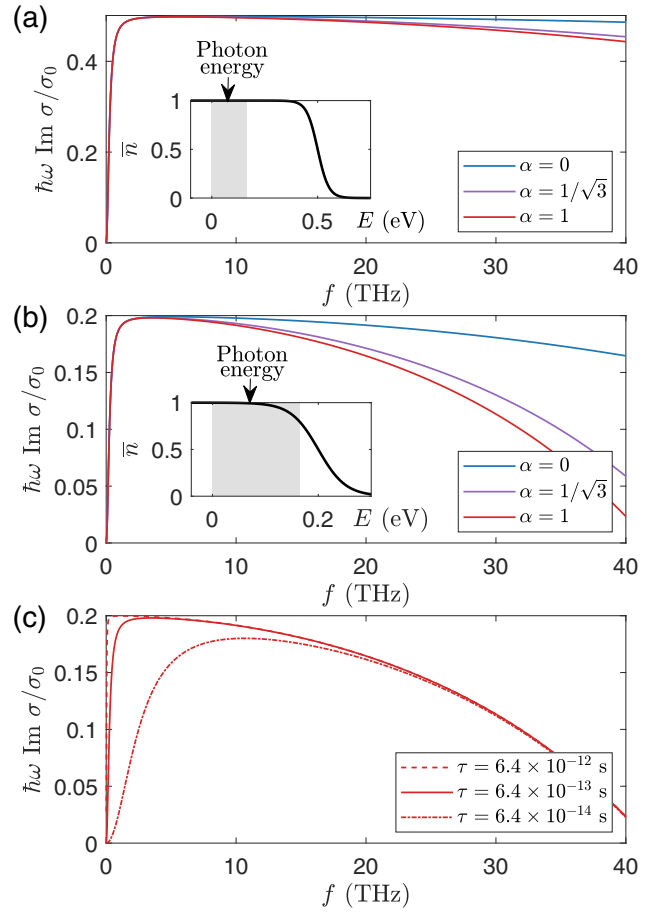 (a)
ħω Im σ/σ₀
0.4
0.2
0
Photon
energy
n̅
1
0.5
0
0
0.5
E (eV)
α = 0
α = 1/√3
α = 1
0
10
20
30
40
f (THz)
(b)
ħω Im σ/σ₀
0.2
0.15
0.1
0.05
0
Photon
energy
n̅
1
0.5
0
0
0.2
E (eV)
α = 0
α = 1/√3
α = 1
0
10
20
30
40
f (THz)
(c)
ħω Im σ/σ₀
0.2
0.15
0.1
0.05
0
τ = 6.4 × 10⁻¹² s
τ = 6.4 × 10⁻¹³ s
τ = 6.4 × 10⁻¹⁴ s
0
10
20
30
40
f (THz)